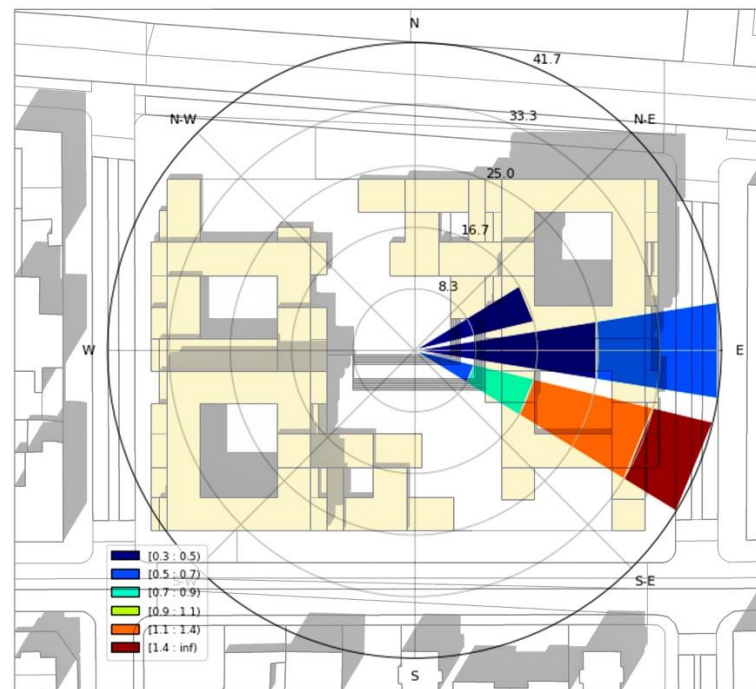 N
41.7
33.3
N-W
N-E
25.0
16.7
8.3
W
E
[0.3 : 0.5)
[0.5 : 0.7)
[0.7 : 0.9)
S-W
S-E
[0.9 : 1.1)
[1.1 : 1.4)
[1.4 : inf)
S